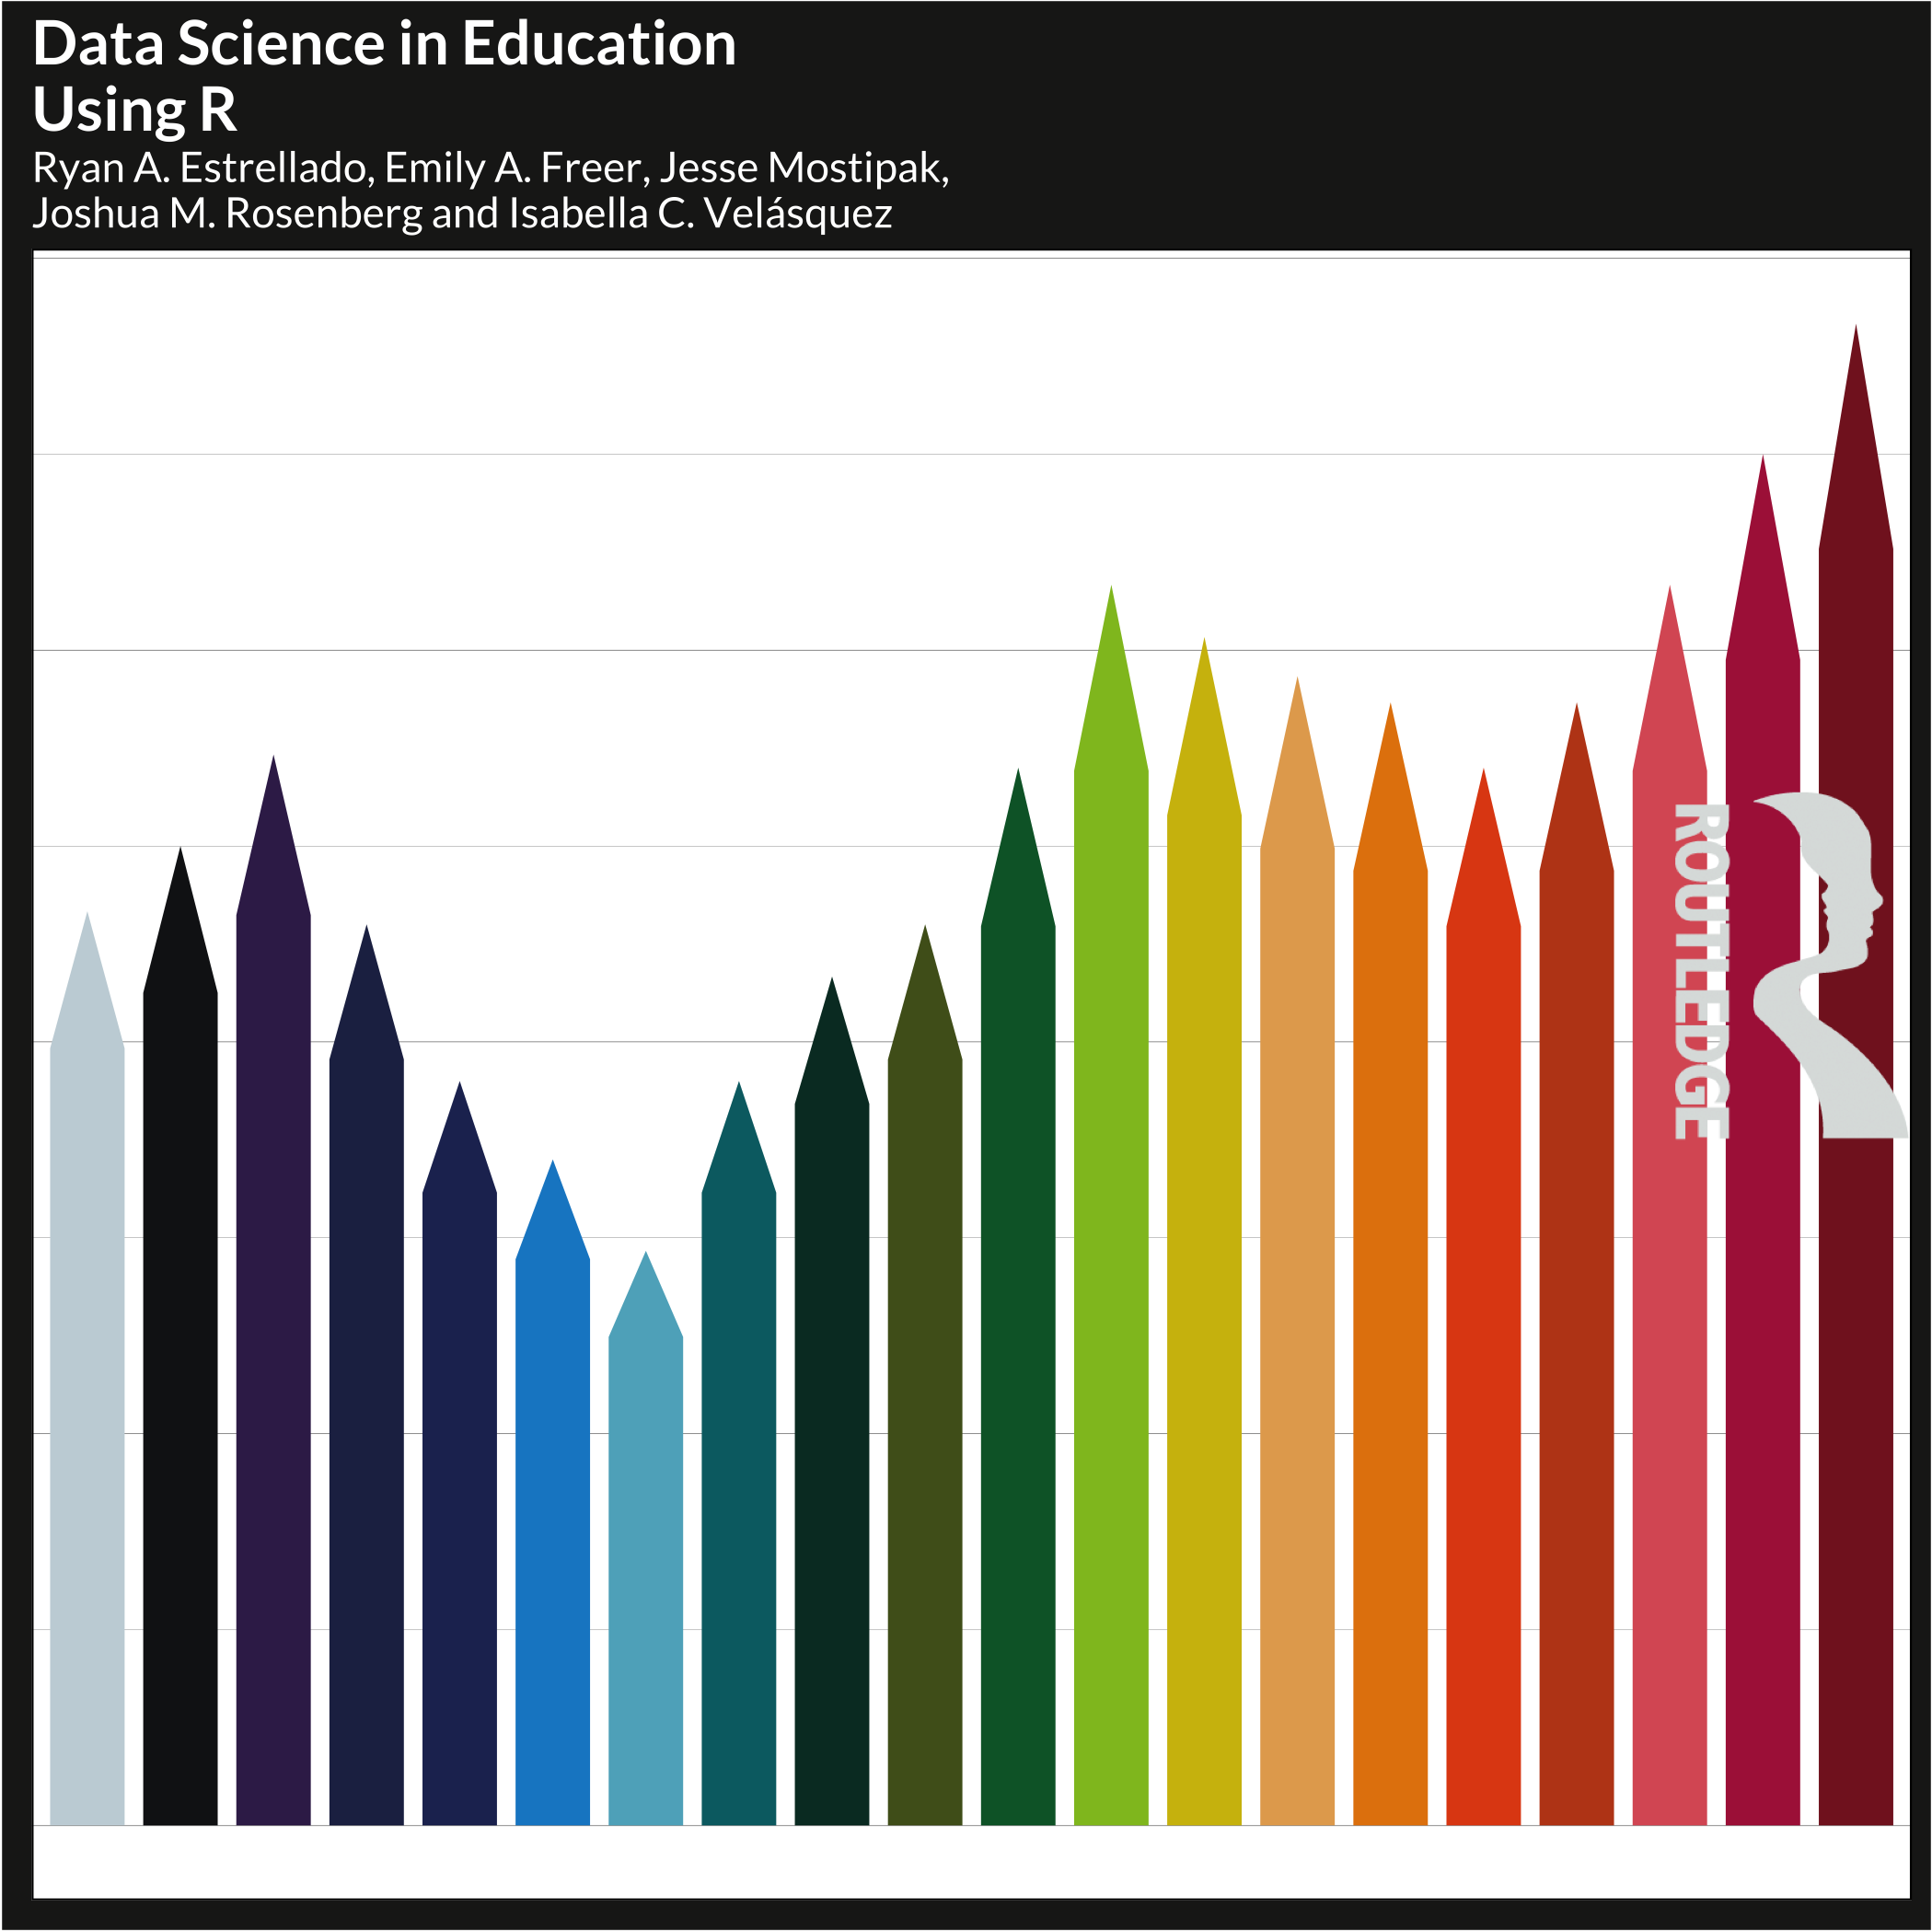 Data Science in Education
Using R
Ryan A. Estrellado, Emily A. Freer, Jesse Mostipak,
Joshua M. Rosenberg and Isabella C. Velásquez
ROUTLEDGE